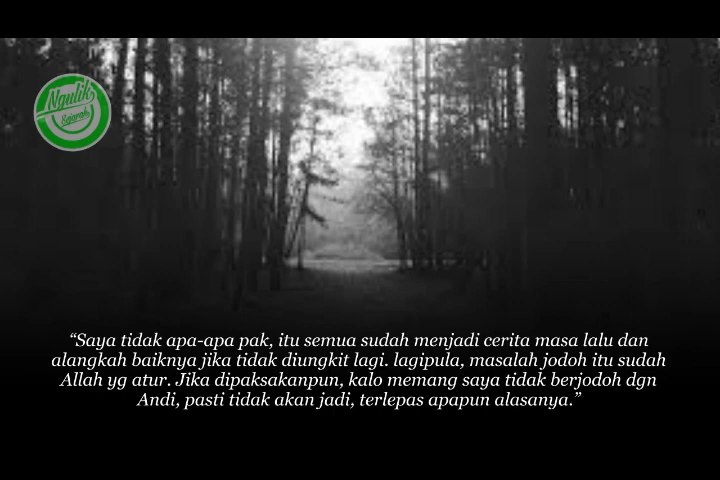 Ngulik
Sejarah
“Saya tidak apa-apa pak, itu semua sudah menjadi cerita masa lalu dan
alangkah baiknya jika tidak diungkit lagi. lagipula, masalah jodoh itu sudah
Allah yg atur. Jika dipaksakanpun, kalo memang saya tidak berjodoh dgn
Andi, pasti tidak akan jadi, terlepas apapun alasanya.”